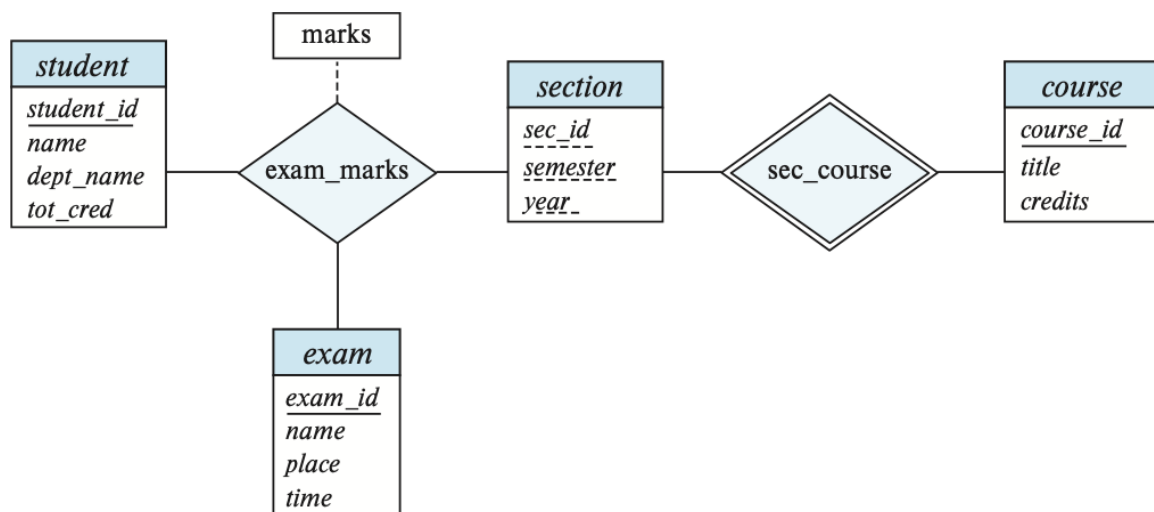 marks
student
student_id
name
dept_name
tot_cred
exam_marks
section
sec_id
semester
year
sec_course
course
course_id
title
credits
exam
exam_id
name
place
time